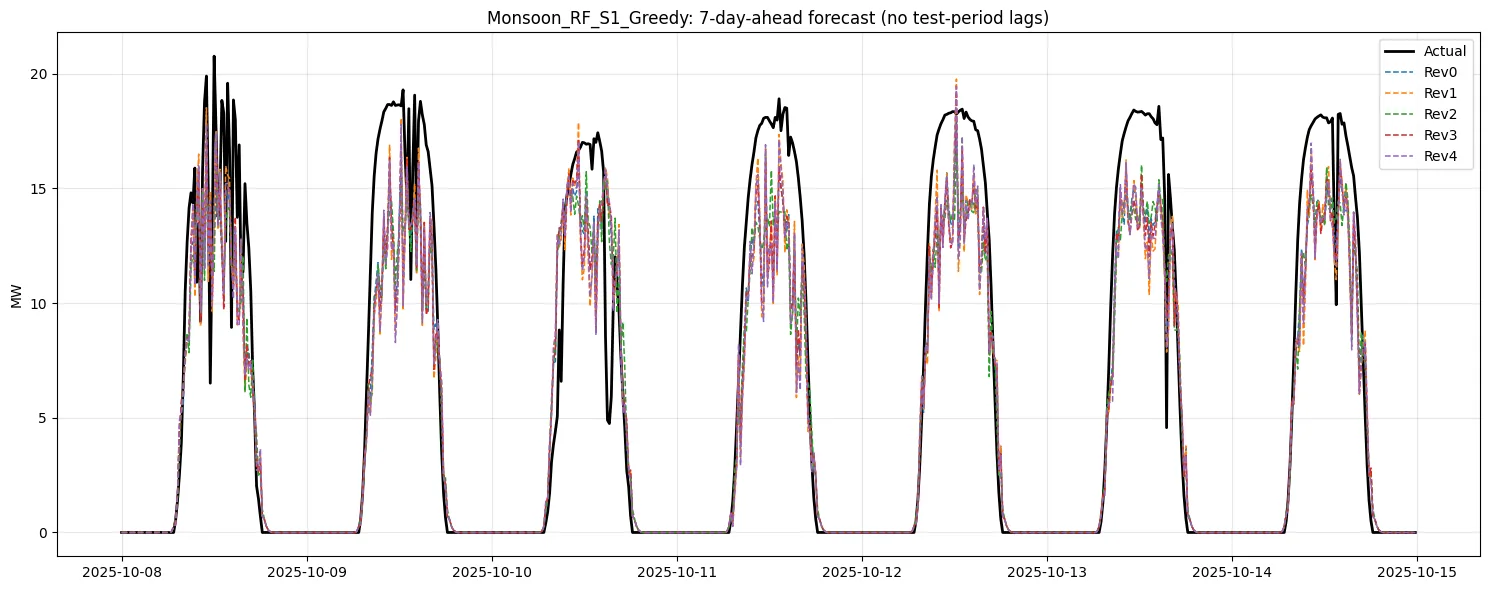 Monsoon_RF_S1_Greedy: 7-day-ahead forecast (no test-period lags)
Actual
Rev0
Rev1
Rev2
Rev3
Rev4
MW
20
15
10
5
0
2025-10-08
2025-10-09
2025-10-10
2025-10-11
2025-10-12
2025-10-13
2025-10-14
2025-10-15